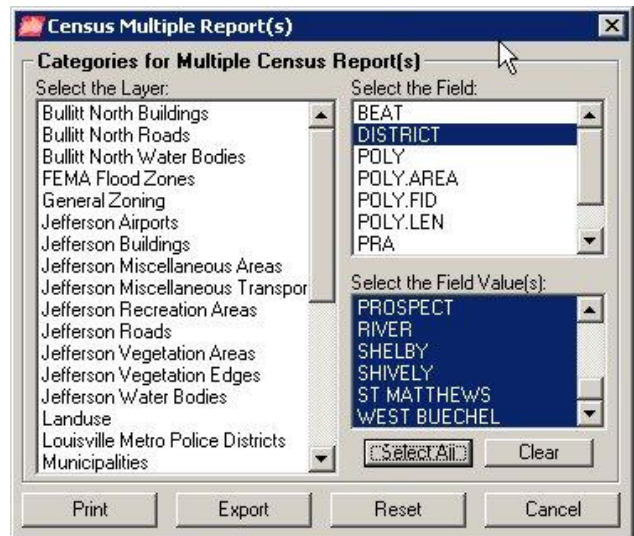 Census Multiple Report(s)
Categories for Multiple Census Report(s)
Select the Layer:
Bullitt North Buildings
Bullitt North Roads
Bullitt North Water Bodies
FEMA Flood Zones
General Zoning
Jefferson Airports
Jefferson Buildings
Jefferson Miscellaneous Areas
Jefferson Miscellaneous Transpor
Jefferson Recreation Areas
Jefferson Roads
Jefferson Vegetation Areas
Jefferson Vegetation Edges
Jefferson Water Bodies
Landuse
Louisville Metro Police Districts
Municipalities
Select the Field:
BEAT
DISTRICT
POLY
POLY.AREA
POLY.FID
POLY.LEN
PRA
Select the Field Value(s):
PROSPECT
RIVER
SHELBY
SHIVELY
ST MATTHEWS
WEST BUECHEL
Select All
Clear
Print
Export
Reset
Cancel